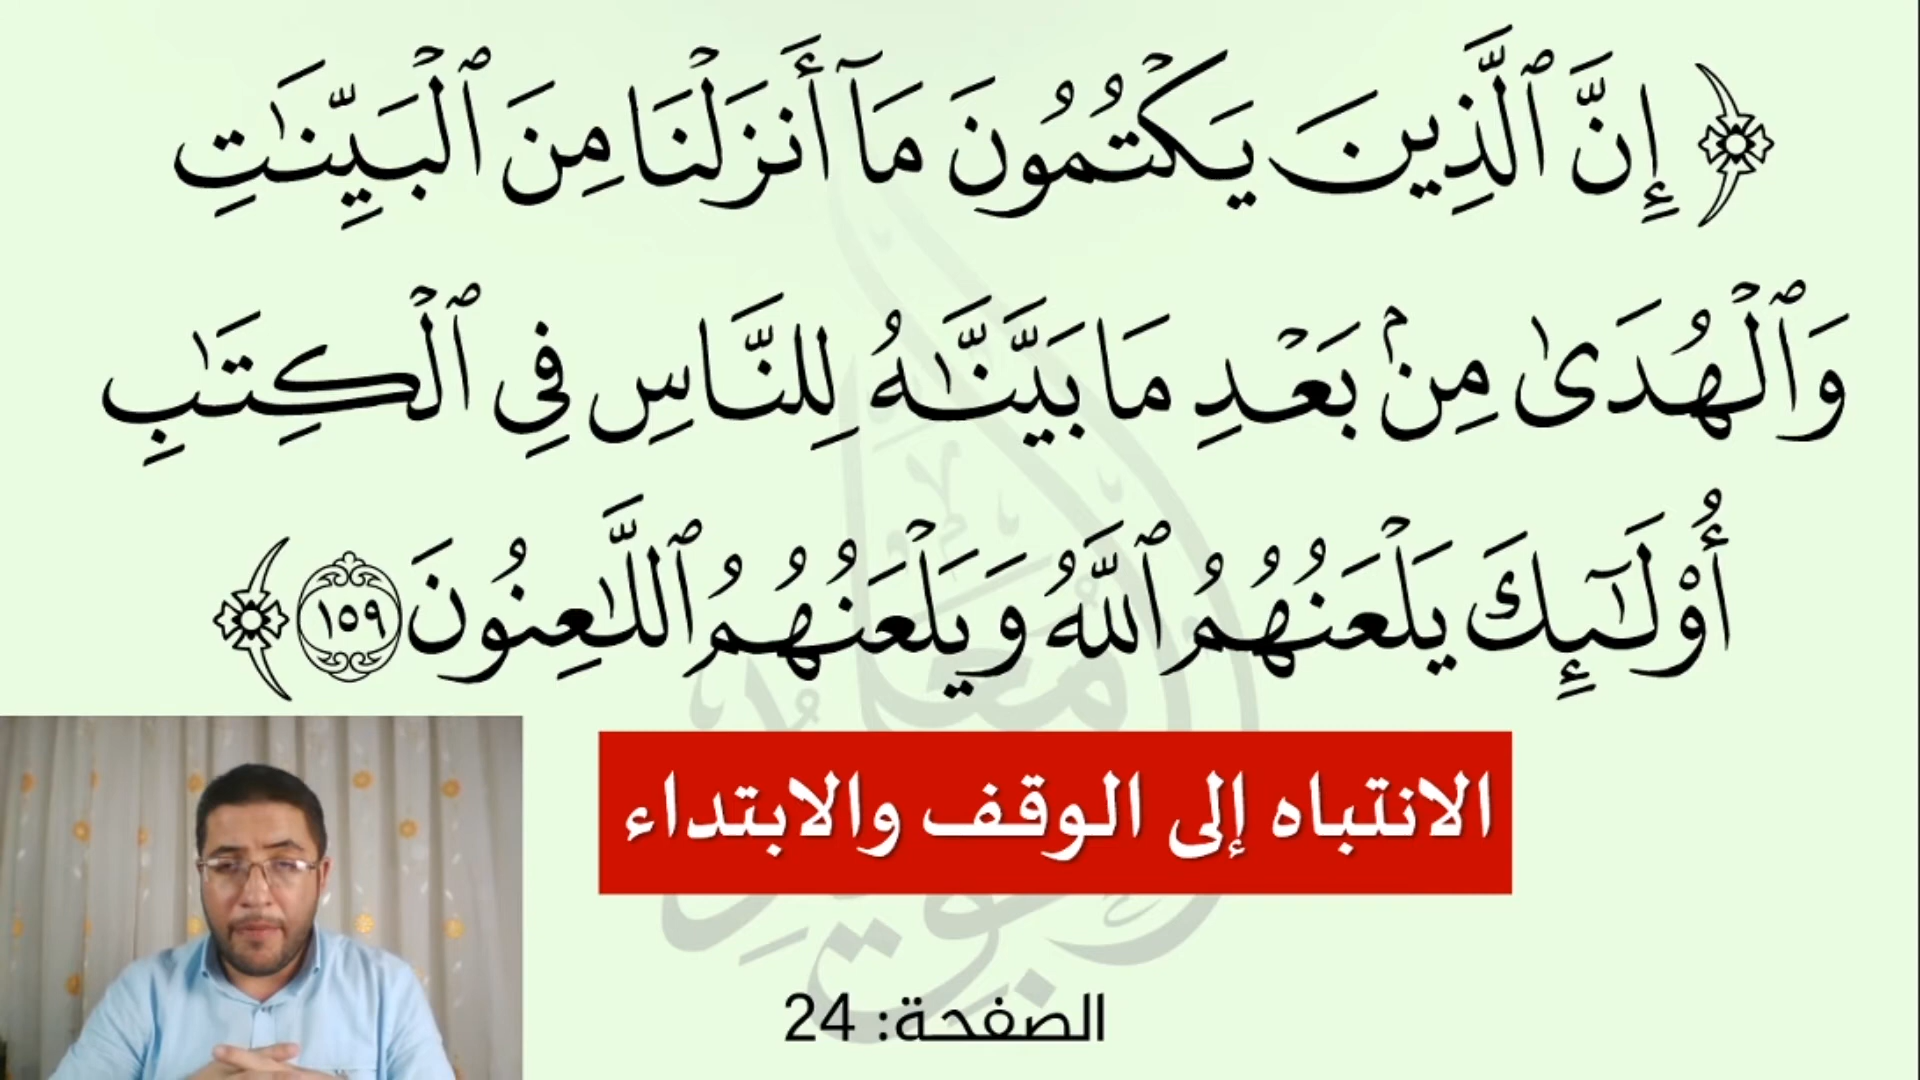 ﴿ إِنَّ ٱلَّذِينَ يَكۡتُمُونَ مَآ أَنزَلۡنَا مِنَ ٱلۡبَيِّنَٰتِ
وَٱلۡهُدَىٰ مِنۢ بَعۡدِ مَا بَيَّنَّٰهُ لِلنَّاسِ فِي ٱلۡكِتَٰبِ
أُوْلَٰٓئِكَ يَلۡعَنُهُمُ ٱللَّهُ وَيَلۡعَنُهُمُ ٱللَّٰعِنُونَ ١٥٩ ﴾
الانتباه إلى الوقف والابتداء
الصفحة: 24